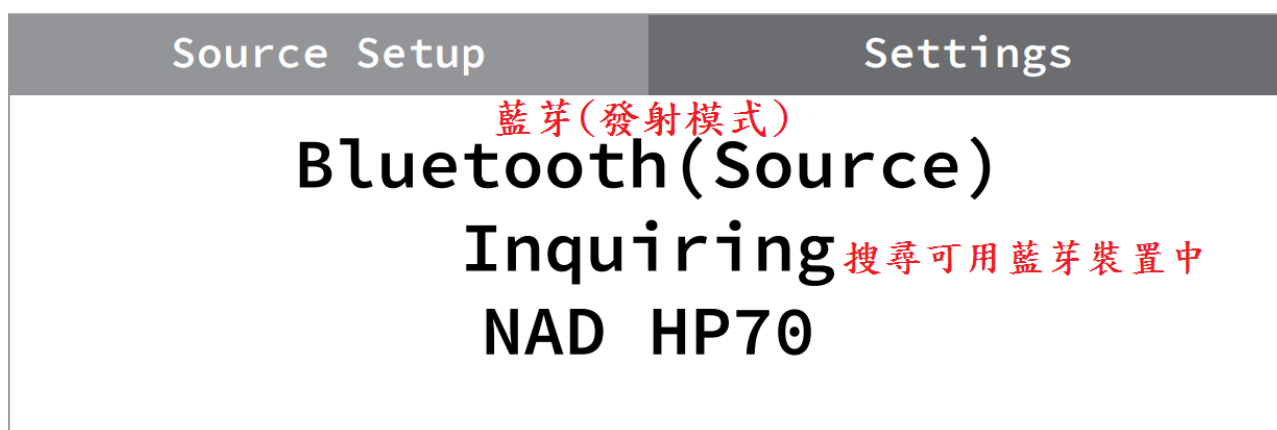 Source Setup
Settings
藍芽(發射模式)
Bluetooth(Source)
Inquiring 搜尋可用藍芽裝置中
NAD HP70